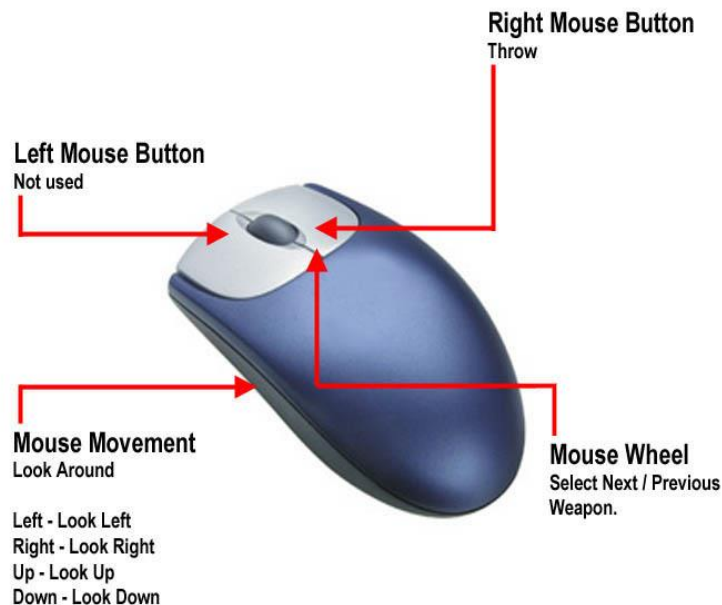 Right Mouse Button
Throw
Left Mouse Button
Not used
Mouse Movement
Look Around
Left - Look Left
Right - Look Right
Up - Look Up
Down - Look Down
Mouse Wheel
Select Next / Previous
Weapon.